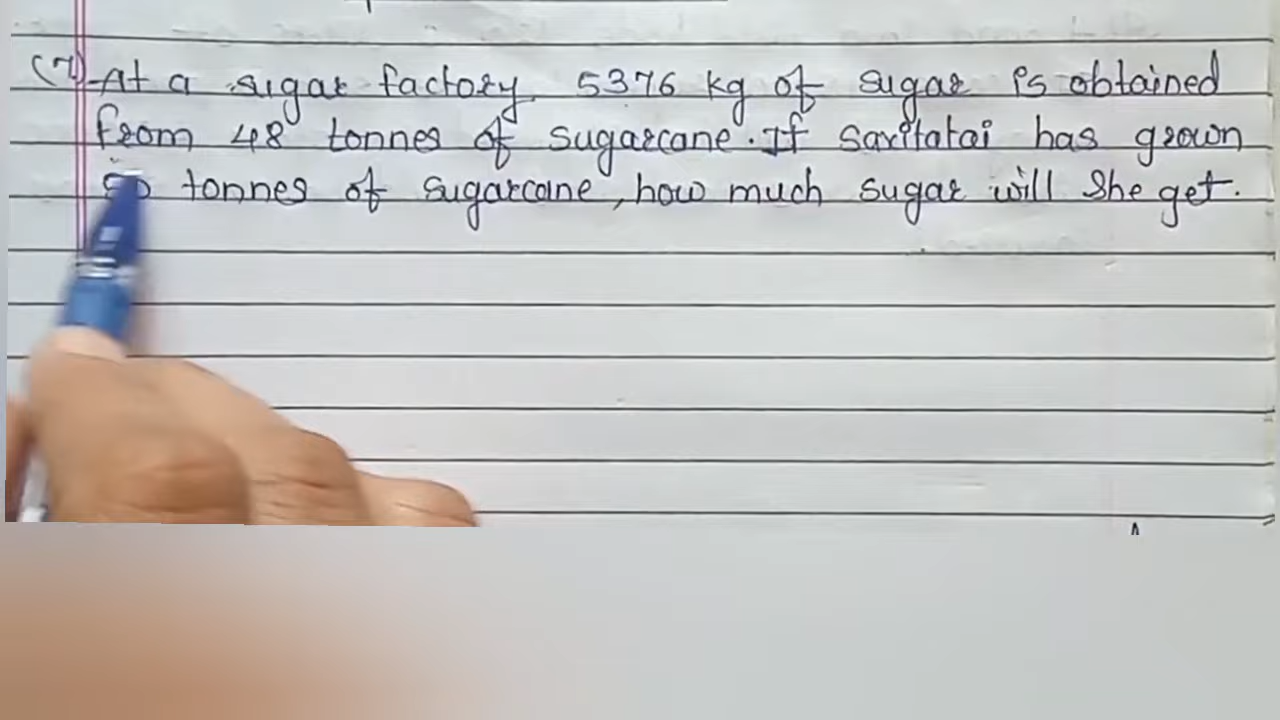 (7) At a sugar factory, 5376 kg of sugar is obtained
from 48 tonnes of sugarcane. If Saritatai has grown
tonnes of sugarcane, how much sugar will she get.